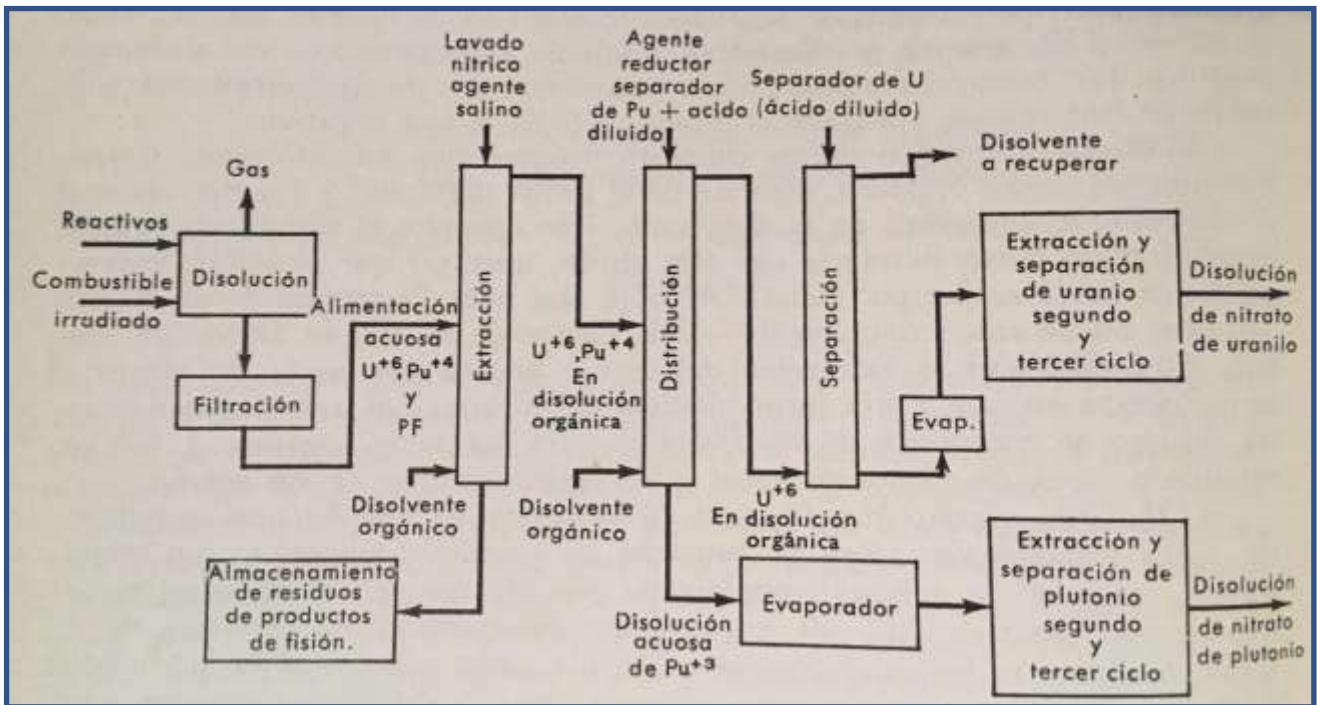 Lavado
nítrico
agente
salino
Agente
reductor
separador
de Pu + acido
diluido
Separador de U
(ácido diluido)
Disolvente
a recuperar
Gas
Reactivos
Combustible
irradiado
Disolución
Filtración
Alimentación
acuosa
U+6, Pu+4
y
PF
Extracción
U+6, Pu+4
En
disolución
orgánica
Distribución
Separación
Evap.
Extracción y
separación
de uranio
segundo
y
tercer ciclo
Disolución
de nitrato
de uranilo
Disolvente
orgánico
Disolvente
orgánico
U+6
En disolución
orgánica
Almacenamiento
de residuos
de productos
de fisión.
Disolución
acuosa
de Pu+3
Evaporador
Extracción y
separación de
plutonio
segundo
y
tercer ciclo
Disolución
de nitrato
de plutonio